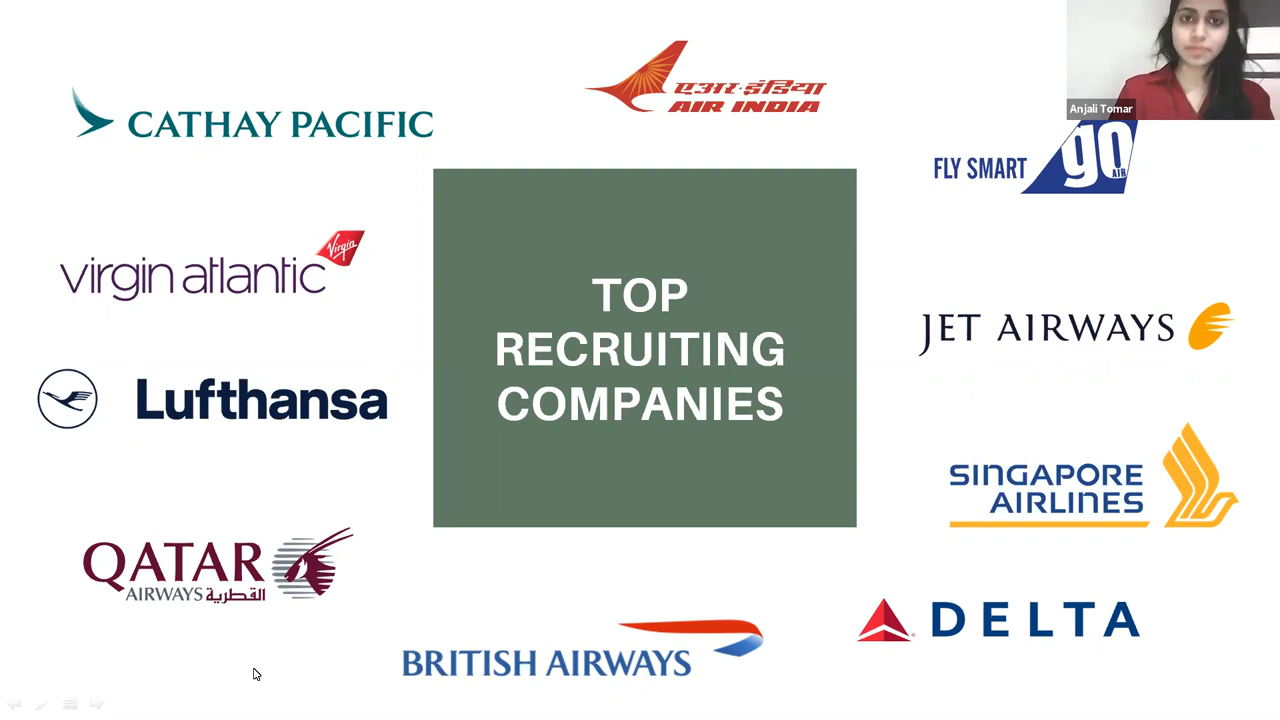 एअर इंडिया
AIR INDIA
Anjali Tomar
CATHAY PACIFIC
FLY SMART
go
AIR
virgin atlantic
Virgin
TOP
RECRUITING
COMPANIES
JET AIRWAYS
Lufthansa
SINGAPORE
AIRLINES
QATAR
AIRWAYS القطرية
DELTA
BRITISH AIRWAYS